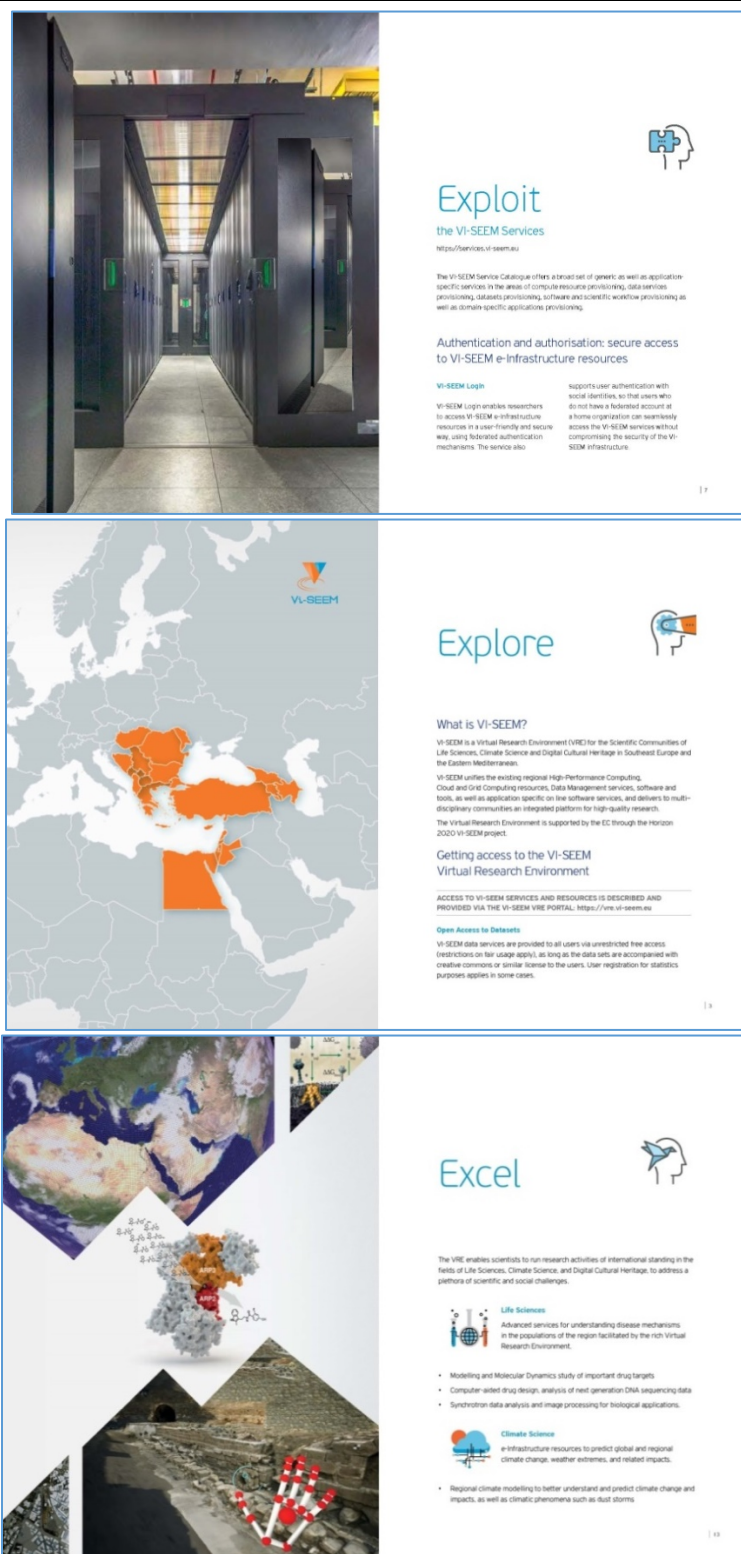 Exploit
the VI-SEEM Services
https://services.vi-seem.eu
The VI-SEEM Service Catalogue offers a broad set of generic as well as application-
specific services in the areas of compute resource provisioning, data services
provisioning, datasets provisioning, software and scientific workflow provisioning as
well as domain-specific applications provisioning.
Authentication and authorisation: secure access
to VI-SEEM e-Infrastructure resources
VI-SEEM Login
VI-SEEM Login enables researchers
to access VI-SEEM e-Infrastructure
resources in a user-friendly and secure
way, using federated authentication
mechanisms. The service also
supports user authentication with
social identities, so that users who
do not have a federated account at
a home organization can seamlessly
access the VI-SEEM services without
compromising the security of the VI-
SEEM infrastructure.
| 7
VI-SEEM
Explore
What is VI-SEEM?
VI-SEEM is a Virtual Research Environment (VRE) for the Scientific Communities of
Life Sciences, Climate Science and Digital Cultural Heritage in Southeast Europe and
the Eastern Mediterranean.
VI-SEEM unifies the existing regional High-Performance Computing,
Cloud and Grid Computing resources, Data Management services, software and
tools, as well as application specific on line software services, and delivers to multi-
disciplinary communities an integrated platform for high-quality research.
The Virtual Research Environment is supported by the EC through the Horizon
2020 VI-SEEM project.
Getting access to the VI-SEEM
Virtual Research Environment
ACCESS TO VI-SEEM SERVICES AND RESOURCES IS DESCRIBED AND
PROVIDED VIA THE VI-SEEM VRE PORTAL: https://vre.vi-seem.eu
Open Access to Datasets
VI-SEEM data services are provided to all users via unrestricted free access
(restrictions on fair usage apply), as long as the data sets are accompanied with
creative commons or similar license to the users. User registration for statistics
purposes applies in some cases.
| 3
ARP2
Excel
The VRE enables scientists to run research activities of international standing in the
fields of Life Sciences, Climate Science, and Digital Cultural Heritage, to address a
plethora of scientific and social challenges.
Life Sciences
Advanced services for understanding disease mechanisms
in the populations of the region facilitated by the rich Virtual
Research Environment.
• Modelling and Molecular Dynamics study of important drug targets
• Computer-aided drug design, analysis of next generation DNA sequencing data
• Synchrotron data analysis and image processing for biological applications.
Climate Science
e-Infrastructure resources to predict global and regional
climate change, weather extremes, and related impacts.
• Regional climate modelling to better understand and predict climate change and
impacts, as well as climatic phenomena such as dust storms
| 13